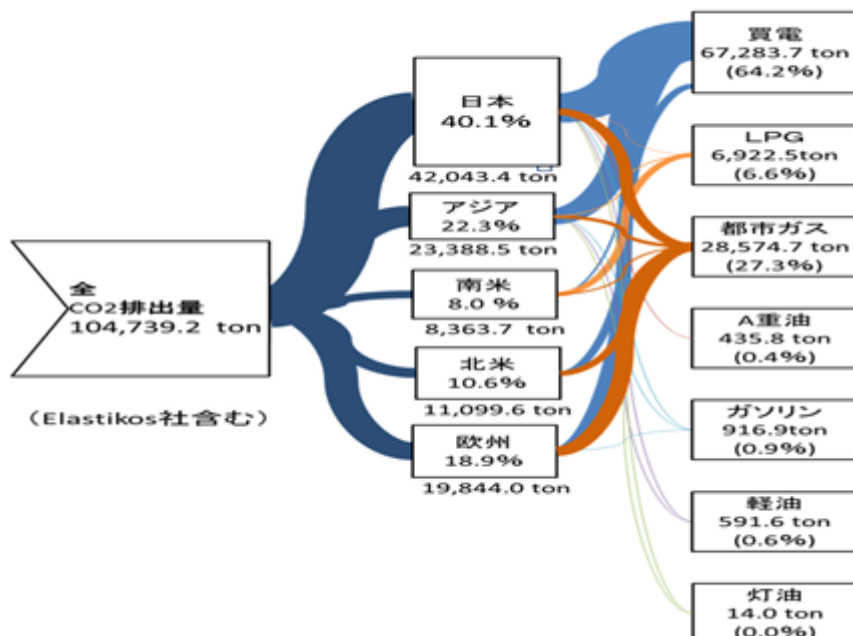 全
CO2排出量
104,739.2 ton
（Elastikos社含む）
日本
40.1%
42,043.4 ton
アジア
22.3%
23,388.5 ton
南米
8.0 %
8,363.7 ton
北米
10.6%
11,099.6 ton
欧州
18.9%
19,844.0 ton
買電
67,283.7 ton
(64.2%)
LPG
6,922.5ton
(6.6%)
都市ガス
28,574.7 ton
(27.3%)
A重油
435.8 ton
(0.4%)
ガソリン
916.9ton
(0.9%)
軽油
591.6 ton
(0.6%)
灯油
14.0 ton
(0.0%)